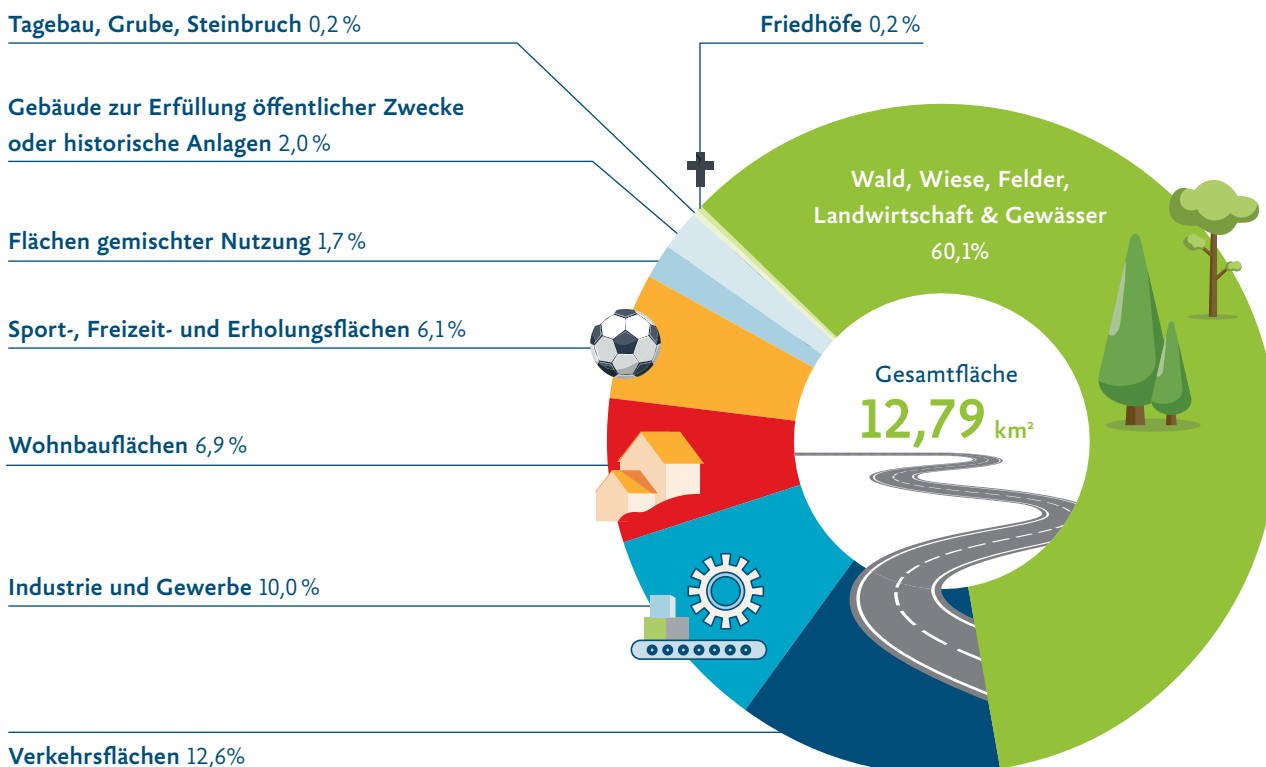 Tagebau, Grube, Steinbruch 0,2 %
Friedhöfe 0,2 %
Gebäude zur Erfüllung öffentlicher Zwecke
oder historische Anlagen 2,0 %
Wald, Wiese, Felder,
Landwirtschaft & Gewässer
60,1%
Flächen gemischter Nutzung 1,7 %
Sport-, Freizeit- und Erholungsflächen 6,1 %
Gesamtfläche
12,79 km²
Wohnbauflächen 6,9 %
Industrie und Gewerbe 10,0 %
Verkehrsflächen 12,6%